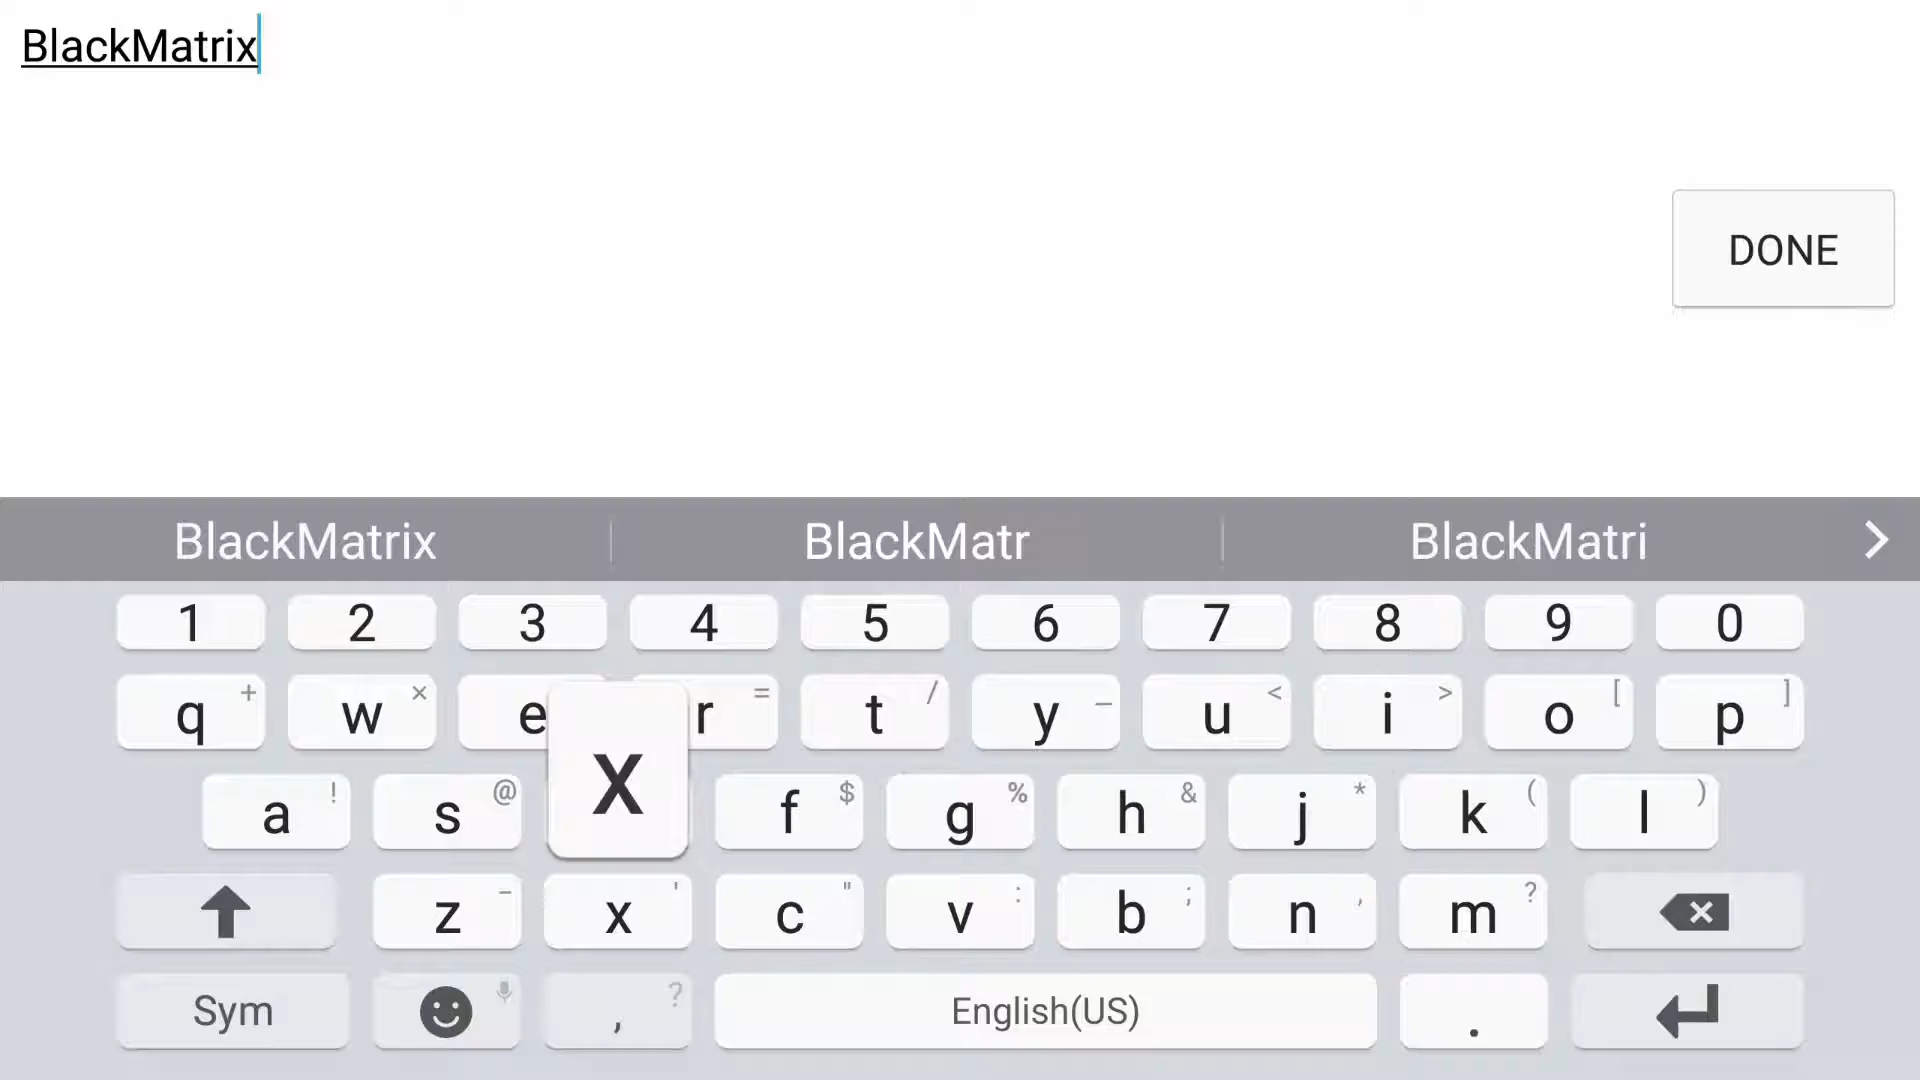 BlackMatrix
DONE
BlackMatrix BlackMatr BlackMatri
1 2 3 4 5 6 7 8 9 0
q + w × e r = t / y – u < i > o [ p ]
a ! s @ X f $ g % h & j * k ( l )
z – x ' c " v : b ; n , m ?
Sym , ? English(US) .